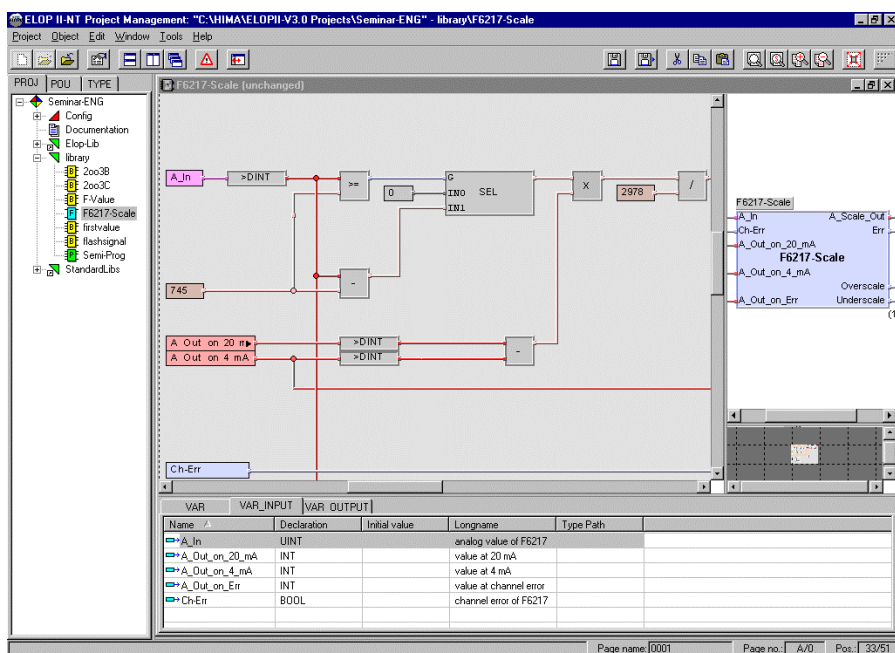 ELOP II-NT Project Management: "C:\HIMA\ELOPII-V3.0 Projects\Seminar-ENG" - library\F6217-Scale
Project Object Edit Window Tools Help
PROJ POU TYPE
F6217-Scale (unchanged)
Seminar-ENG
Config
Documentation
Elop-Lib
library
2oo3B
2oo3C
F-Value
F6217-Scale
firstvalue
flashsignal
Semi-Prog
StandardLibs
A_In
>DINT
>=
0
G
IN0 SEL
IN1
X
2978
/
745
-
A Out on 20 m
>DINT
A Out on 4 mA
>DINT
-
Ch-Err
F6217-Scale
A_In A_Scale_Out
Ch-Err Err
A_Out_on_20_mA
F6217-Scale
A_Out_on_4_mA
Overscale
A_Out_on_Err Underscale
(1
VAR VAR_INPUT VAR_OUTPUT
Name Declaration Initial value Longname Type Path
A_In UINT analog value of F6217
A_Out_on_20_mA INT value at 20 mA
A_Out_on_4_mA INT value at 4 mA
A_Out_on_Err INT value at channel error
Ch-Err BOOL channel error of F6217
Page name: 0001 Page no.: A/0 Pos.: 33/51